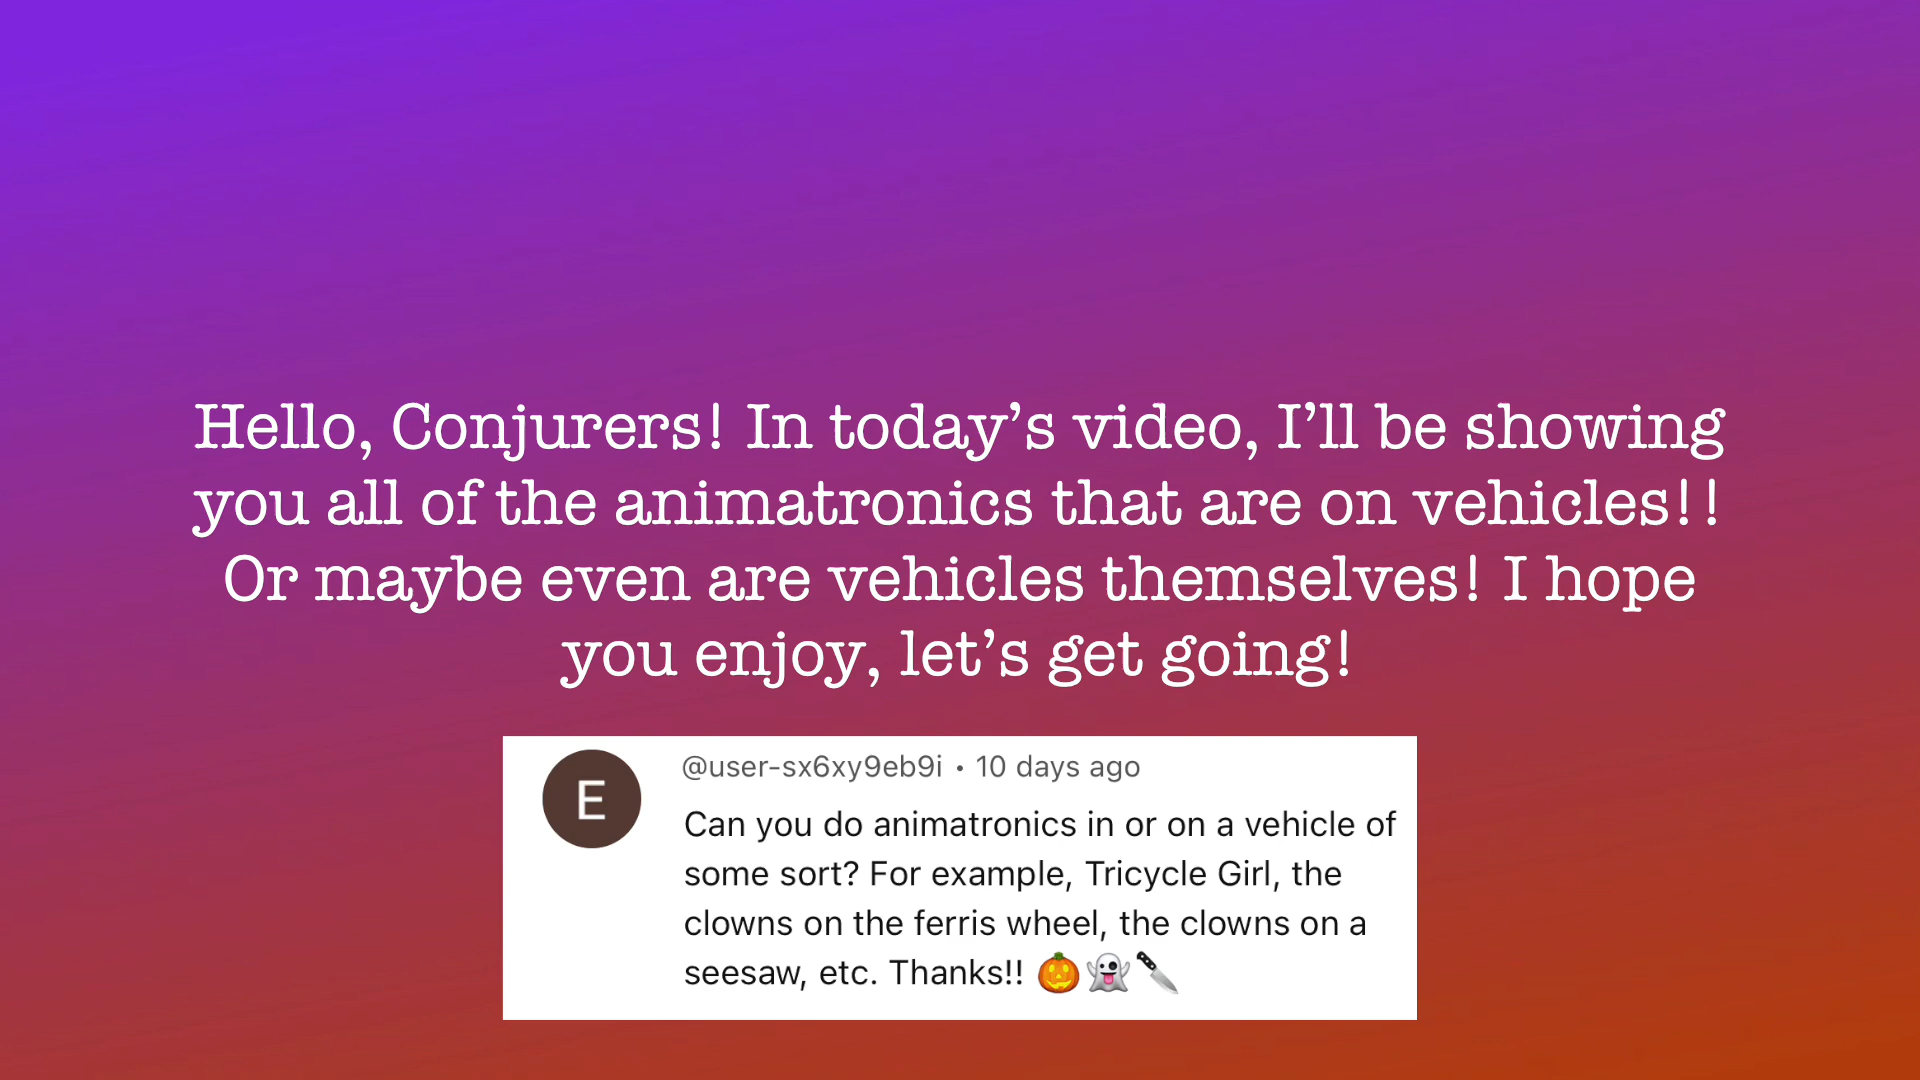 Hello, Conjurers! In today’s video, I’ll be showing
you all of the animatronics that are on vehicles!!
Or maybe even are vehicles themselves! I hope
you enjoy, let’s get going!
E
@user-sx6xy9eb9i • 10 days ago
Can you do animatronics in or on a vehicle of
some sort? For example, Tricycle Girl, the
clowns on the ferris wheel, the clowns on a
seesaw, etc. Thanks!! 🎃👻🔪